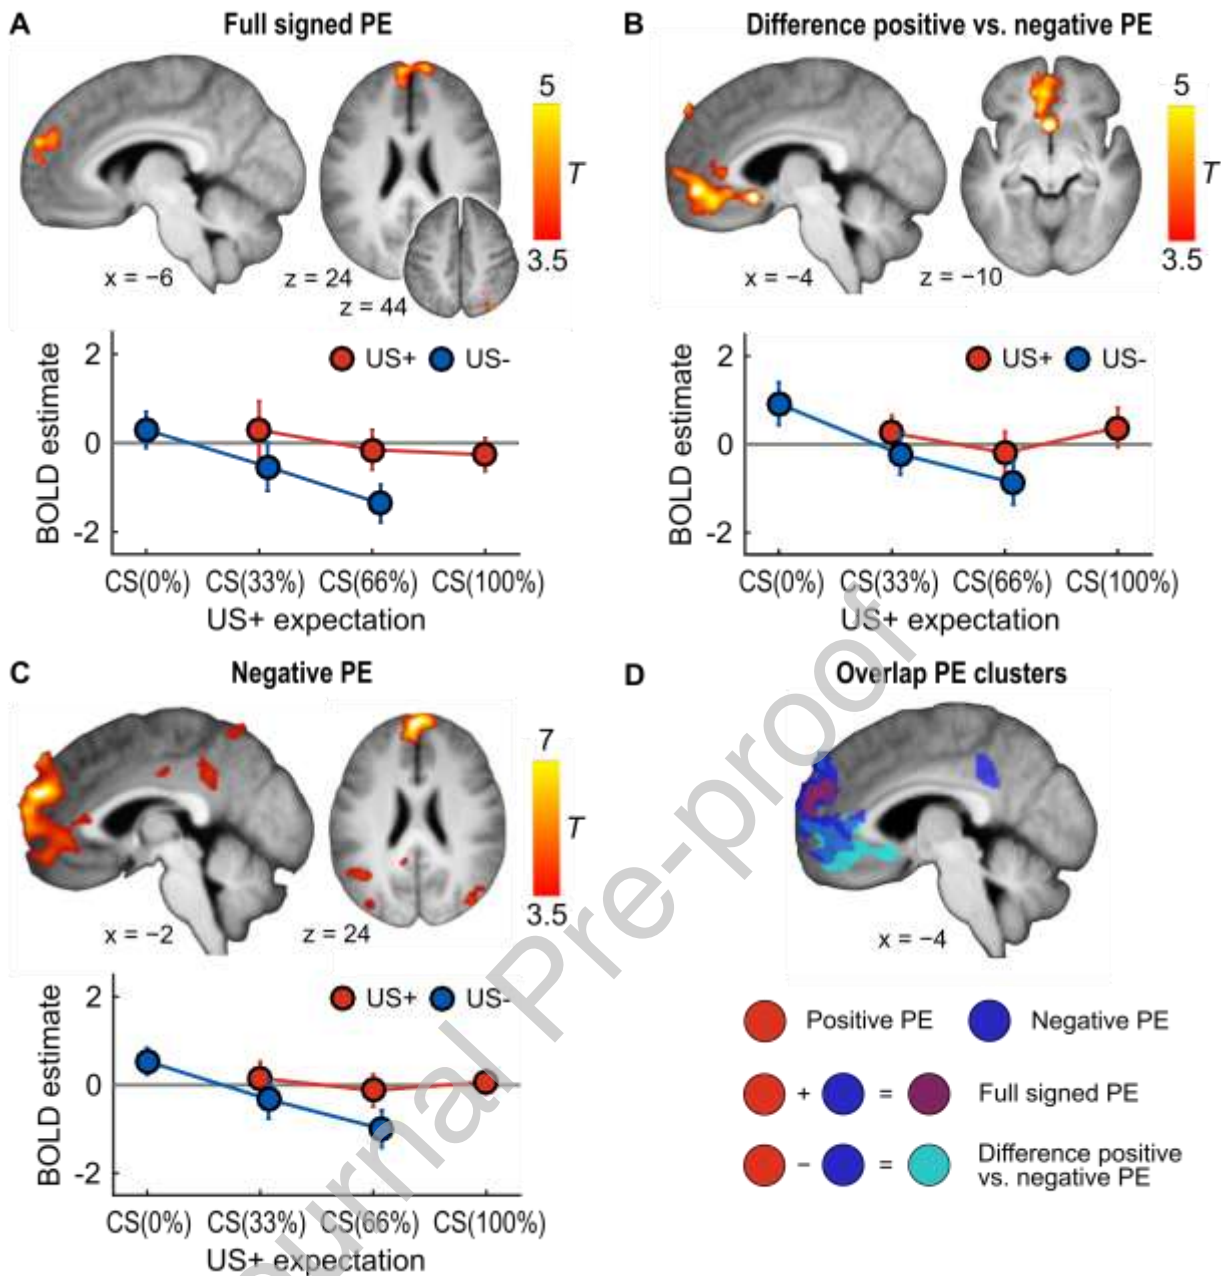 A Full signed PE
5
T
3.5
x = −6
z = 24
z = 44
2
0
-2
BOLD estimate
US+ US-
CS(0%) CS(33%) CS(66%) CS(100%)
US+ expectation
B Difference positive vs. negative PE
5
T
3.5
x = −4
z = −10
2
0
-2
BOLD estimate
US+ US-
CS(0%) CS(33%) CS(66%) CS(100%)
US+ expectation
C Negative PE
7
T
3.5
x = −2
z = 24
2
0
-2
BOLD estimate
US+ US-
CS(0%) CS(33%) CS(66%) CS(100%)
US+ expectation
D Overlap PE clusters
x = −4
Positive PE Negative PE
+ = Full signed PE
− = Difference positive
vs. negative PE
Journal Pre-proof